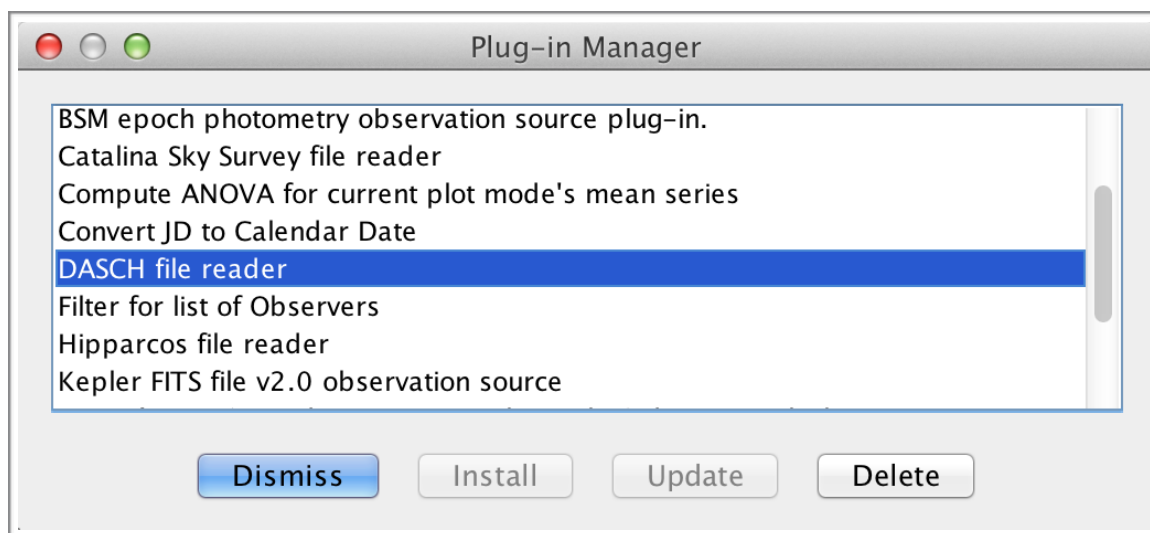 Plug-in Manager
BSM epoch photometry observation source plug-in.
Catalina Sky Survey file reader
Compute ANOVA for current plot mode's mean series
Convert JD to Calendar Date
DASCH file reader
Filter for list of Observers
Hipparcos file reader
Kepler FITS file v2.0 observation source
Dismiss Install Update Delete